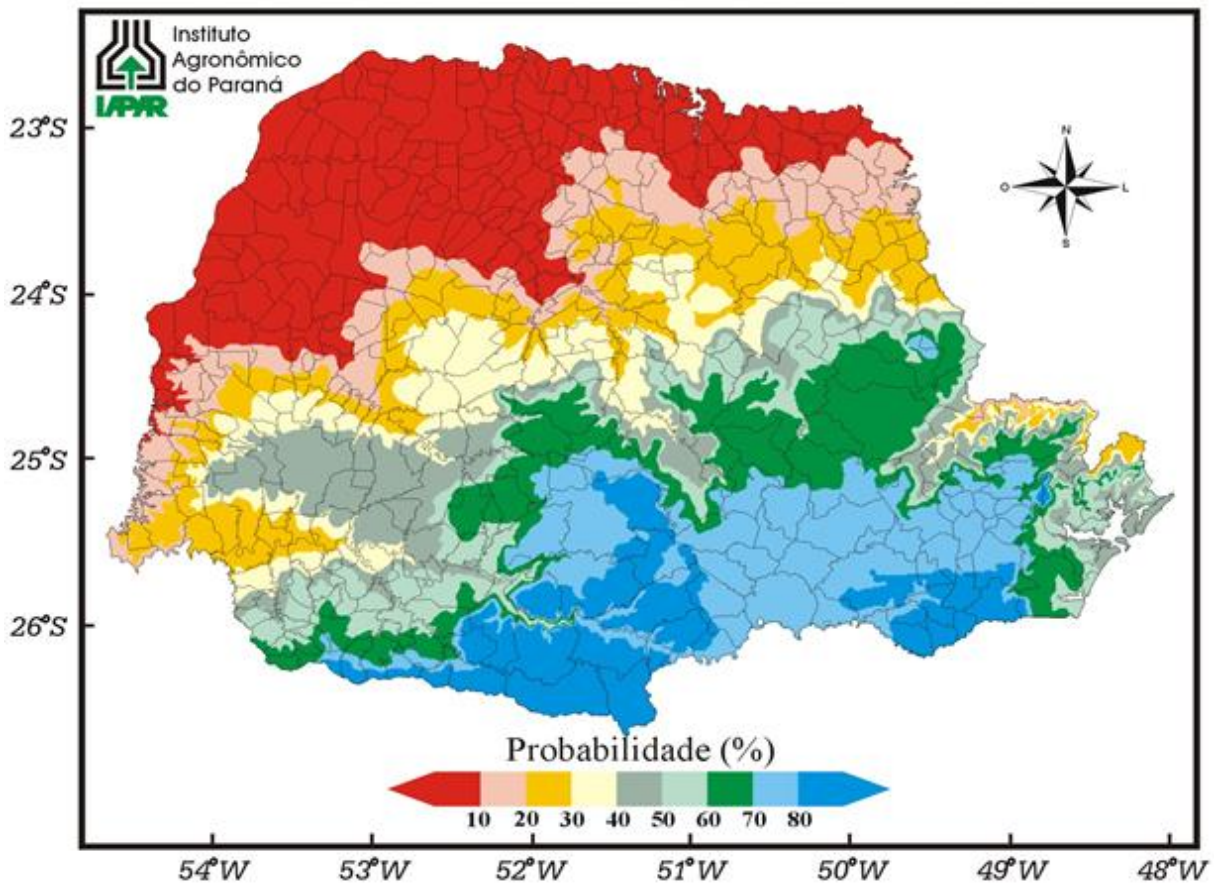 Instituto
Agronômico
do Paraná
IAPAR
23°S
24°S
25°S
26°S
N
O L
S
Probabilidade (%)
10 20 30 40 50 60 70 80
54°W 53°W 52°W 51°W 50°W 49°W 48°W